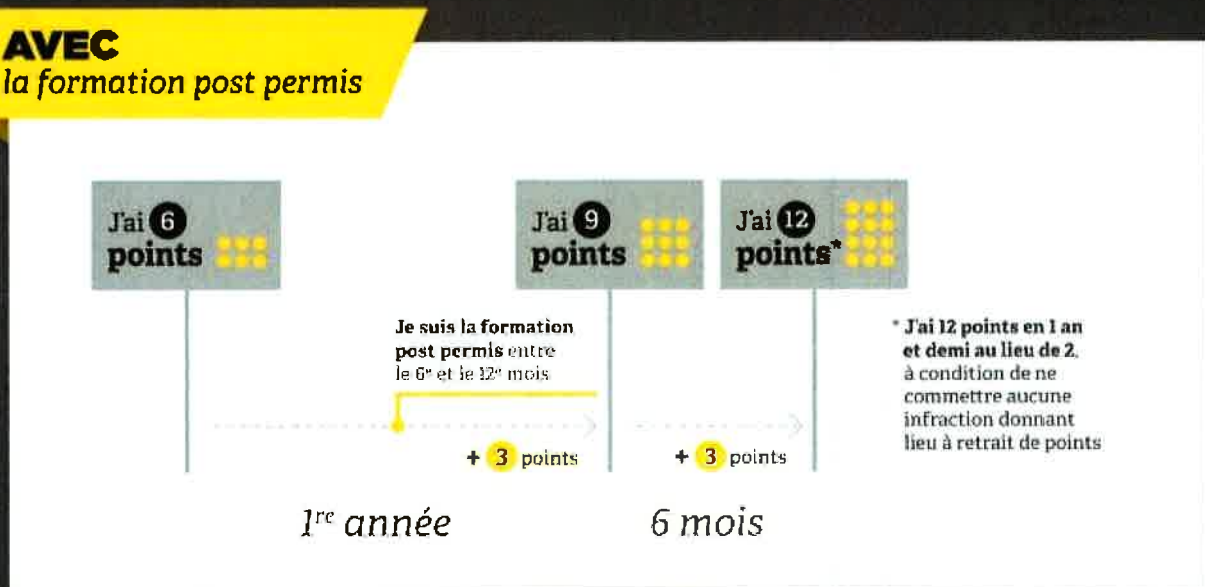 AVEC
la formation post permis
J'ai 6
points
J'ai 9
points
J'ai 12
points*
Je suis la formation
post permis entre
le 6e et le 12e mois
* J'ai 12 points en 1 an
et demi au lieu de 2,
à condition de ne
commettre aucune
infraction donnant
lieu à retrait de points
+ 3 points
+ 3 points
1re année
6 mois